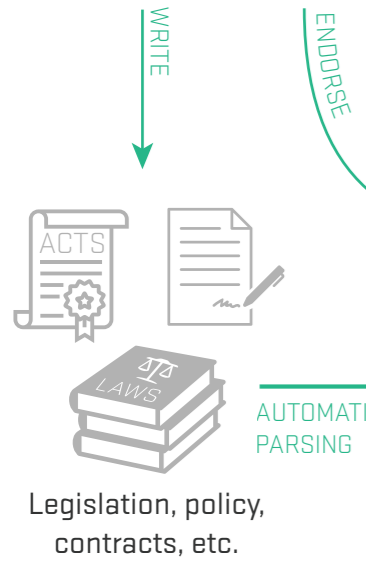 WRITE
ENDORSE
ACTS
LAWS
PARSING
Legislation, policy,
contracts, etc.